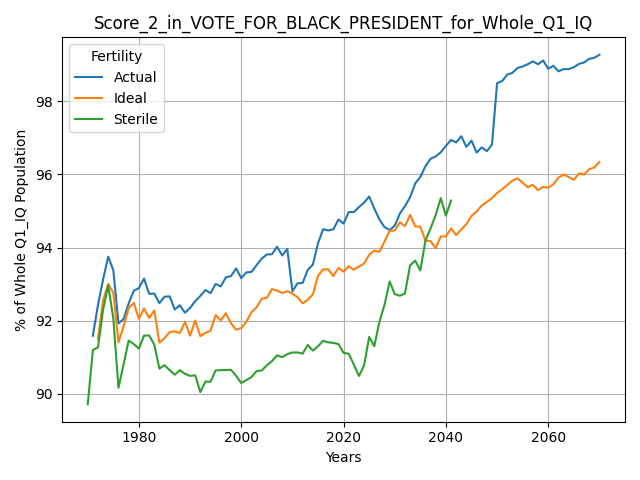 Score_2_in_VOTE_FOR_BLACK_PRESIDENT_for_Whole_Q1_IQ
Fertility
Actual
Ideal
Sterile
% of Whole Q1_IQ Population
98
96
94
92
90
1980
2000
2020
2040
2060
Years